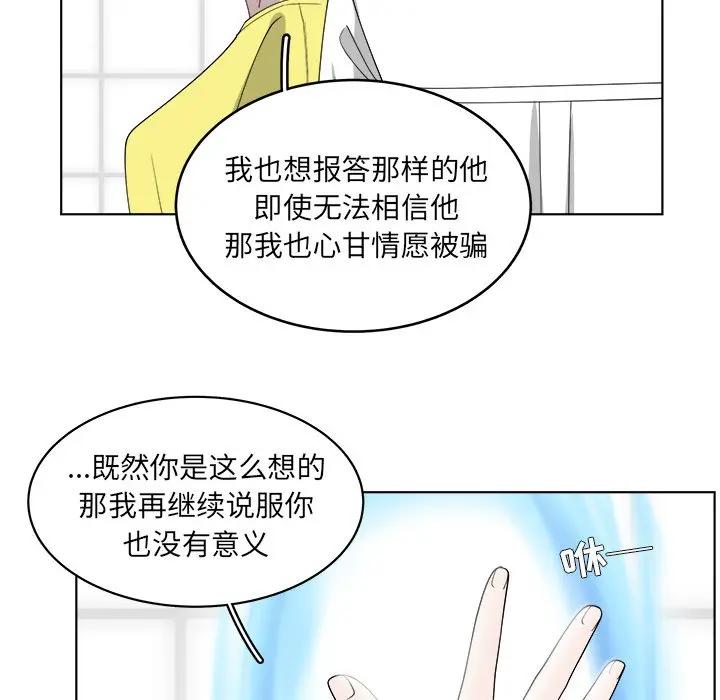 我也想报答那样的他
即使无法相信他
那我也心甘情愿被骗
...既然你是这么想的
那我再继续说服你
也没有意义
咻—